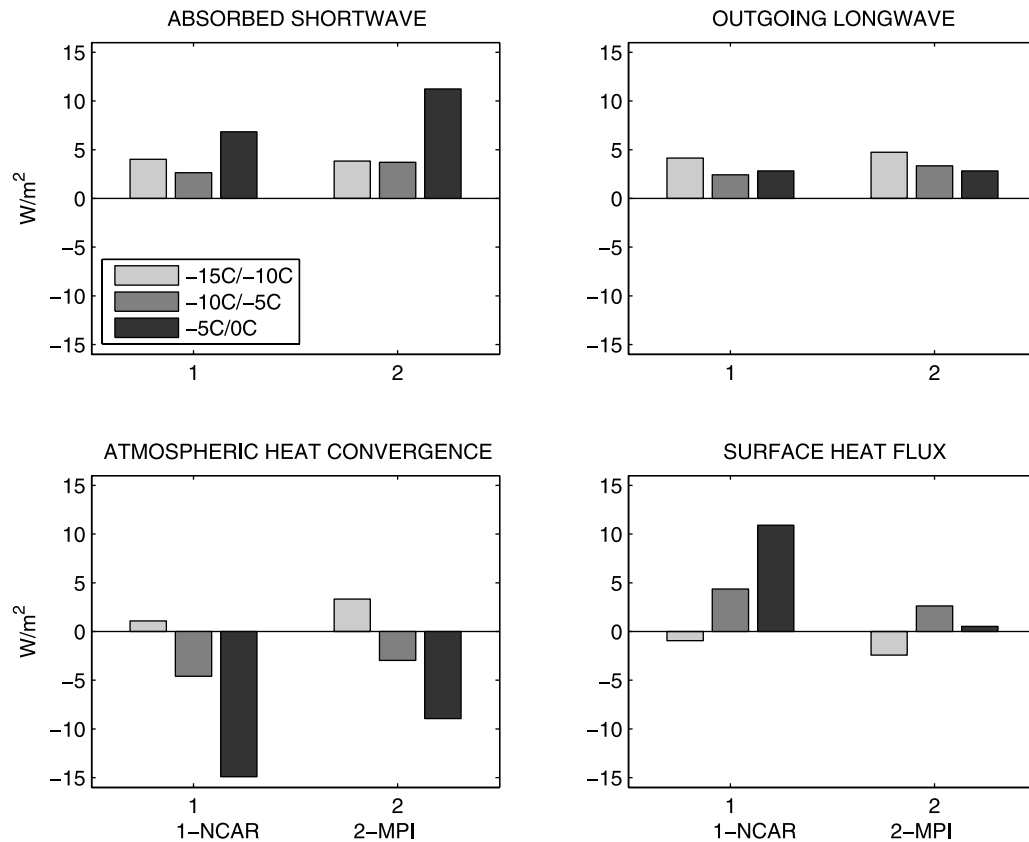 ABSORBED SHORTWAVE
15
10
5
0
−5
−10
−15
W/m²
−15C/−10C
−10C/−5C
−5C/0C
1
2
OUTGOING LONGWAVE
15
10
5
0
−5
−10
−15
1
2
ATMOSPHERIC HEAT CONVERGENCE
15
10
5
0
−5
−10
−15
W/m²
1
2
1−NCAR
2−MPI
SURFACE HEAT FLUX
15
10
5
0
−5
−10
−15
1
2
1−NCAR
2−MPI